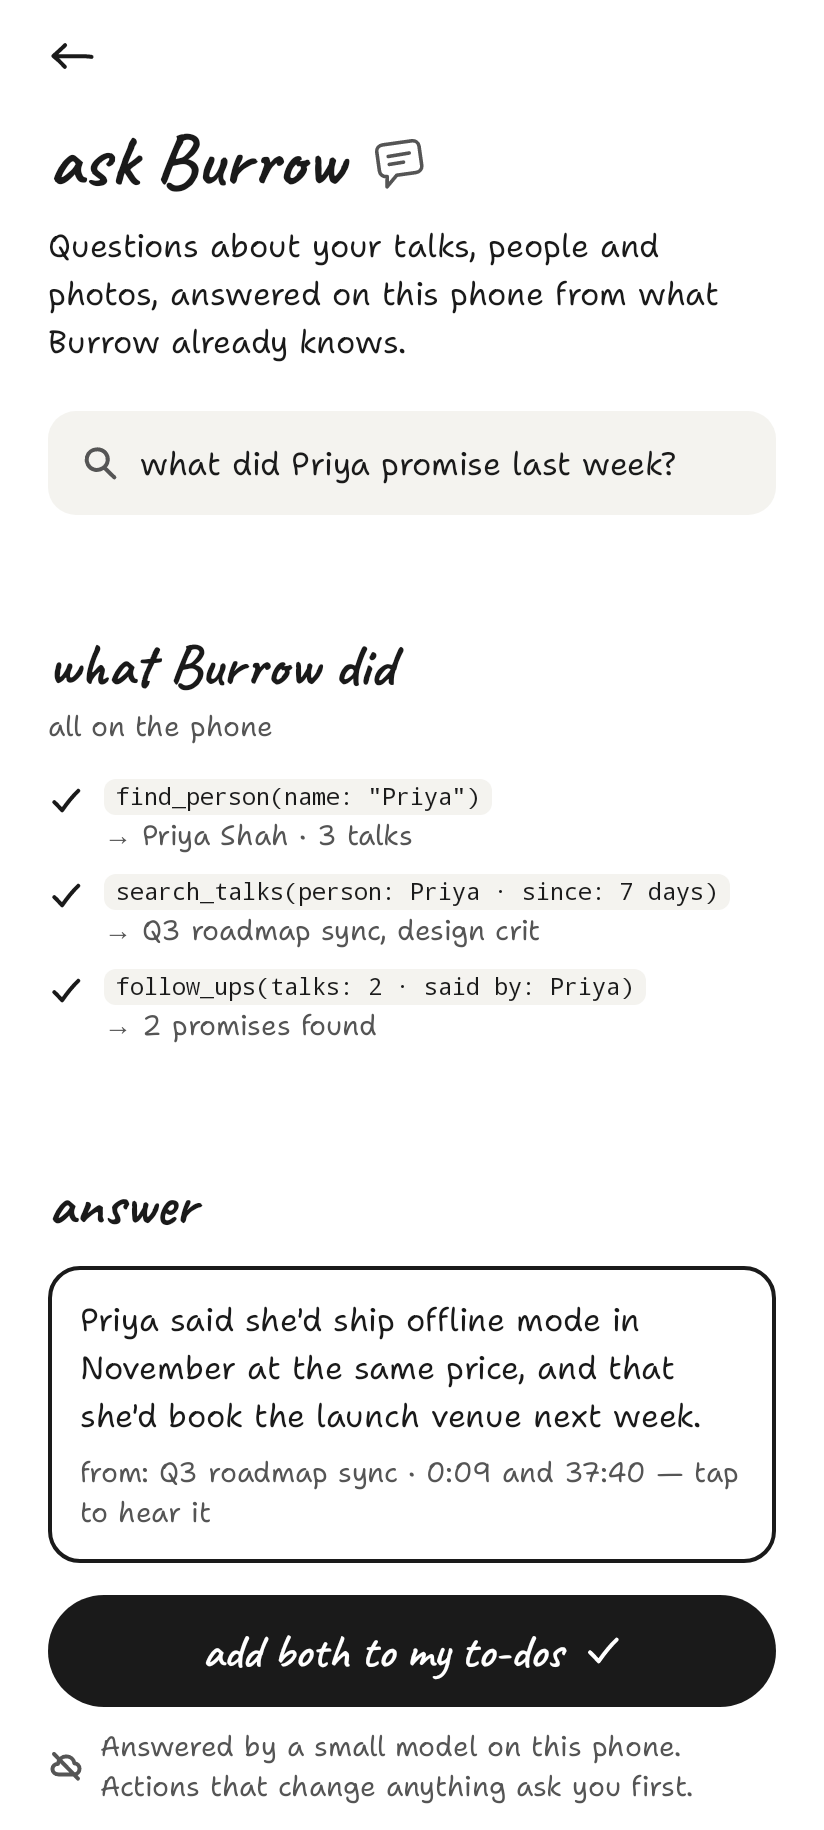 ask Burrow
Questions about your talks, people and
photos, answered on this phone from what
Burrow already knows.
what did Priya promise last week?
what Burrow did
all on the phone
find_person(name: "Priya")
→ Priya Shah · 3 talks
search_talks(person: Priya · since: 7 days)
→ Q3 roadmap sync, design crit
follow_ups(talks: 2 · said by: Priya)
→ 2 promises found
answer
Priya said she'd ship offline mode in
November at the same price, and that
she'd book the launch venue next week.
from: Q3 roadmap sync · 0:09 and 37:40 — tap
to hear it
add both to my to-dos ✓
Answered by a small model on this phone.
Actions that change anything ask you first.